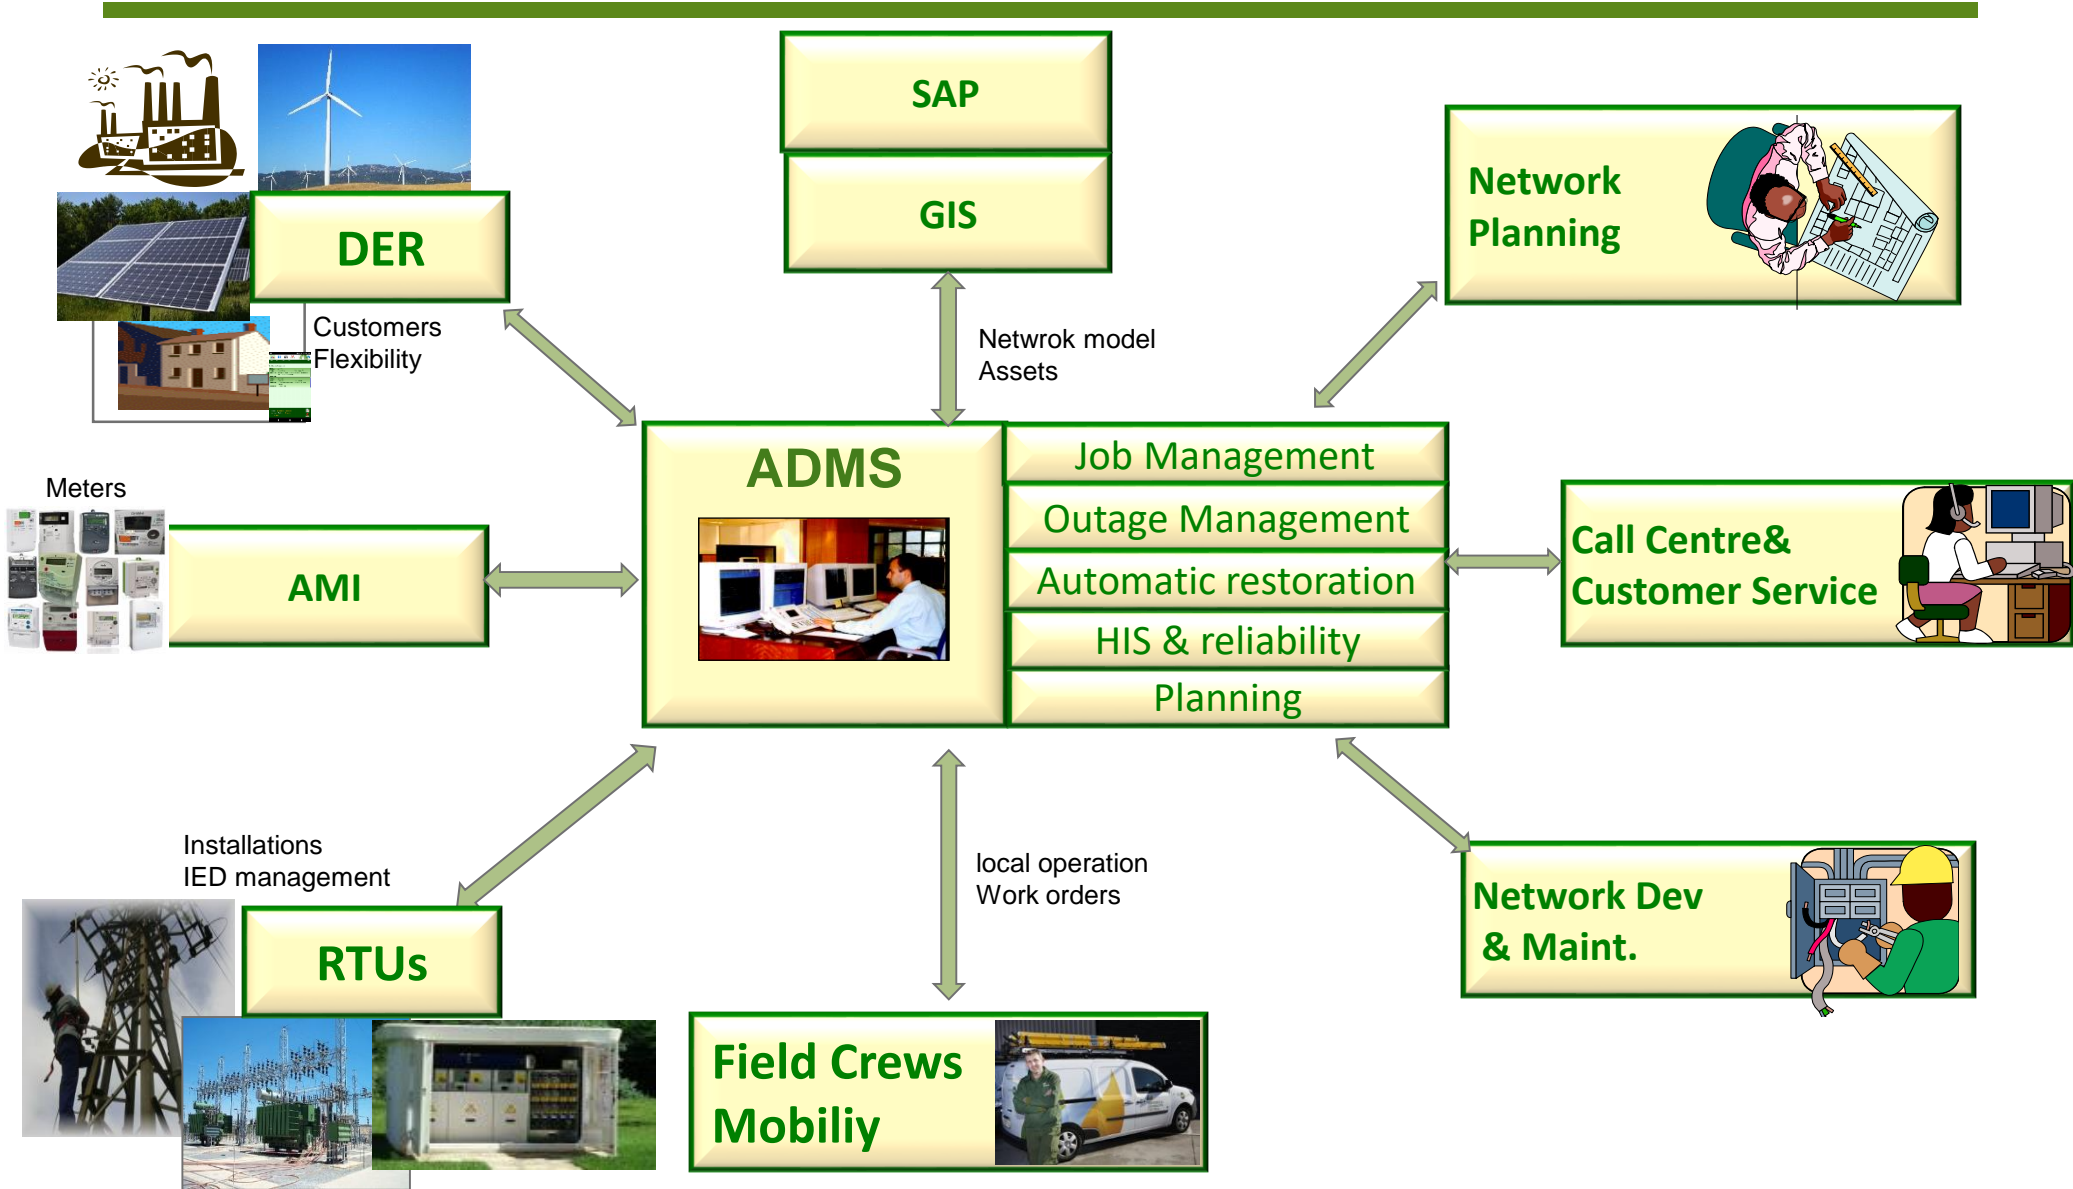 SAP
GIS
Network
Planning
DER
Customers
Flexibility
Netwrok model
Assets
ADMS
Job Management
Outage Management
Automatic restoration
HIS & reliability
Planning
Meters
AMI
Call Centre&
Customer Service
Installations
IED management
RTUs
local operation
Work orders
Network Dev
& Maint.
Field Crews
Mobiliy